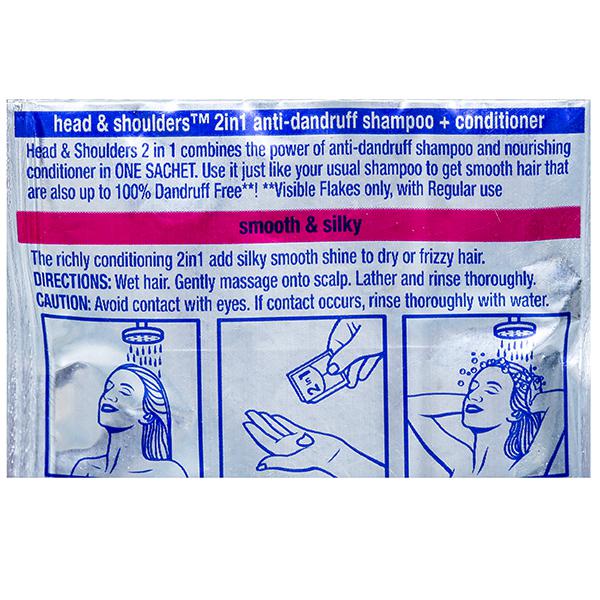 head & shoulders™ 2in1 anti-dandruff shampoo + conditioner
Head & Shoulders 2 in 1 combines the power of anti-dandruff shampoo and nourishing
conditioner in ONE SACHET. Use it just like your usual shampoo to get smooth hair that
are also up to 100% Dandruff Free**! **Visible Flakes only, with Regular use
smooth & silky
The richly conditioning 2in1 add silky smooth shine to dry or frizzy hair.
DIRECTIONS: Wet hair. Gently massage onto scalp. Lather and rinse thoroughly.
CAUTION: Avoid contact with eyes. If contact occurs, rinse thoroughly with water.
2 in 1